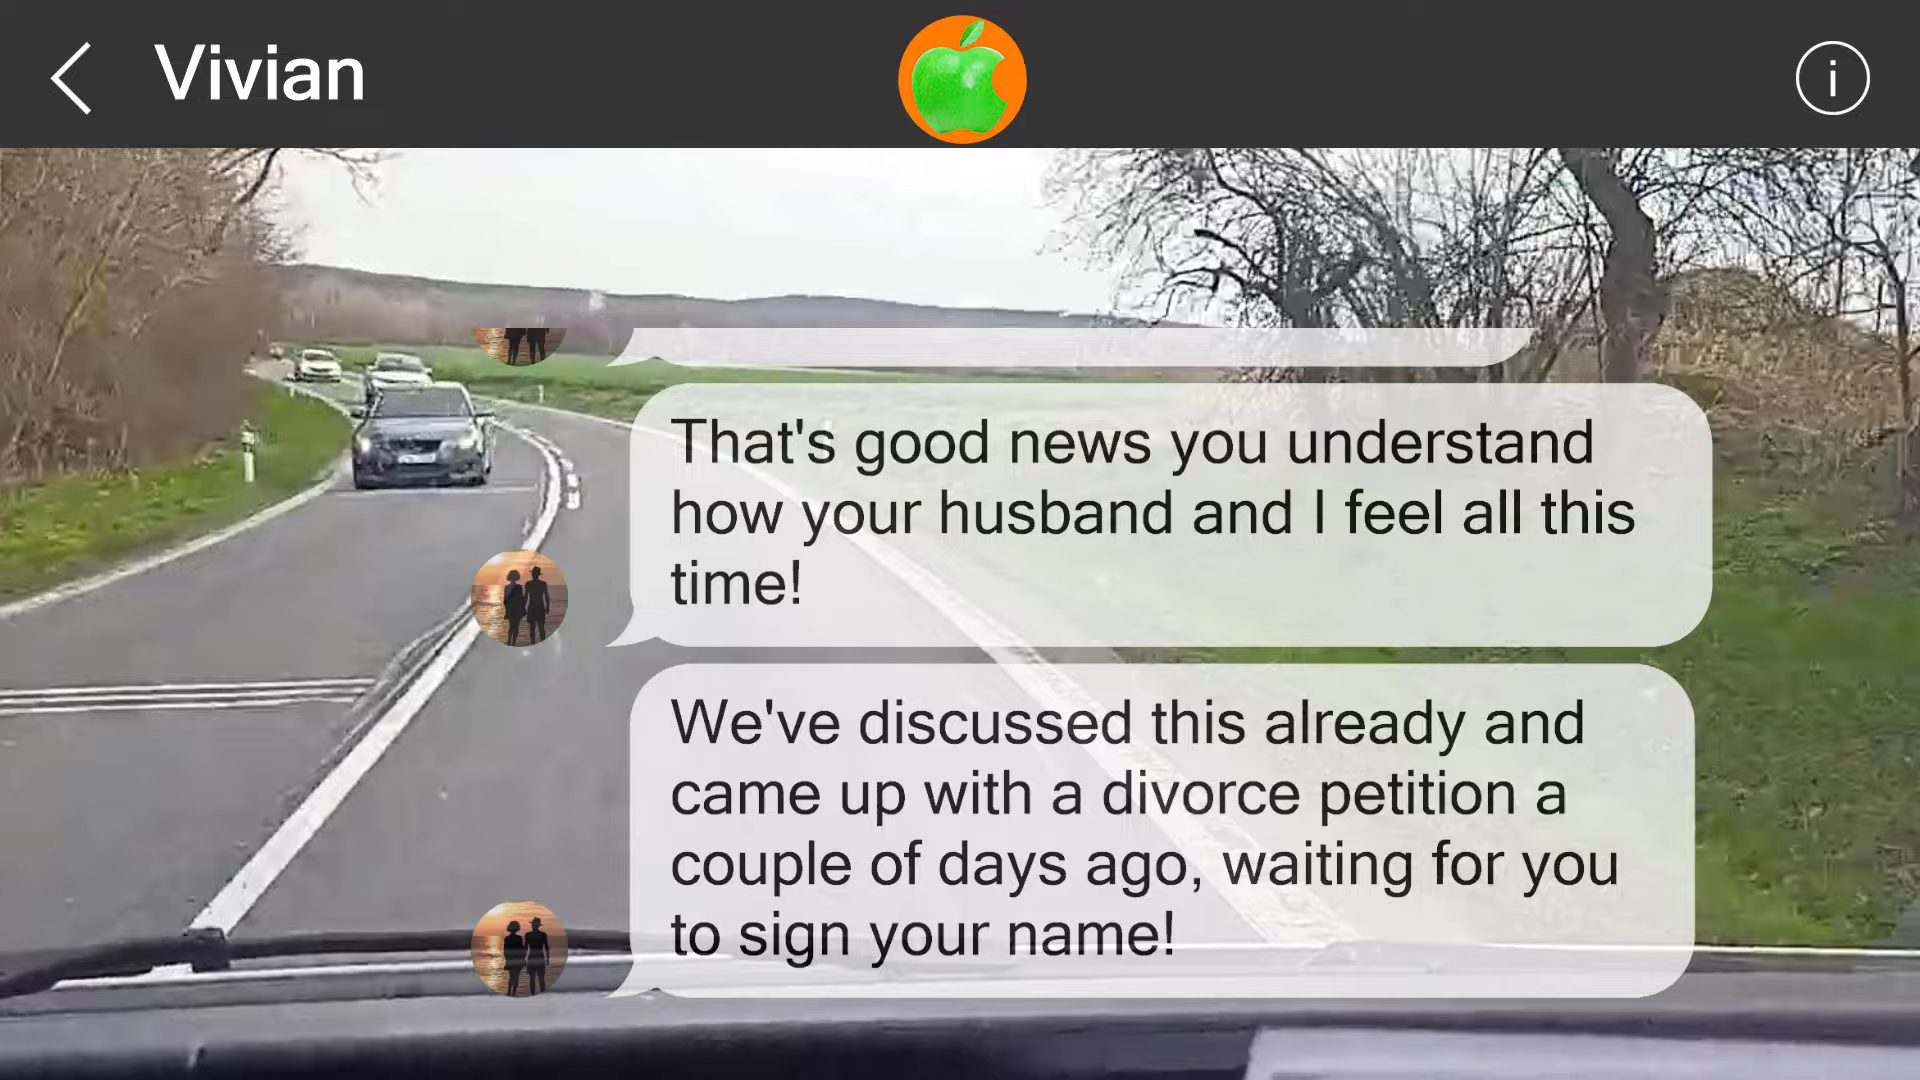 Vivian
That's good news you understand
how your husband and I feel all this
time!
We've discussed this already and
came up with a divorce petition a
couple of days ago, waiting for you
to sign your name!